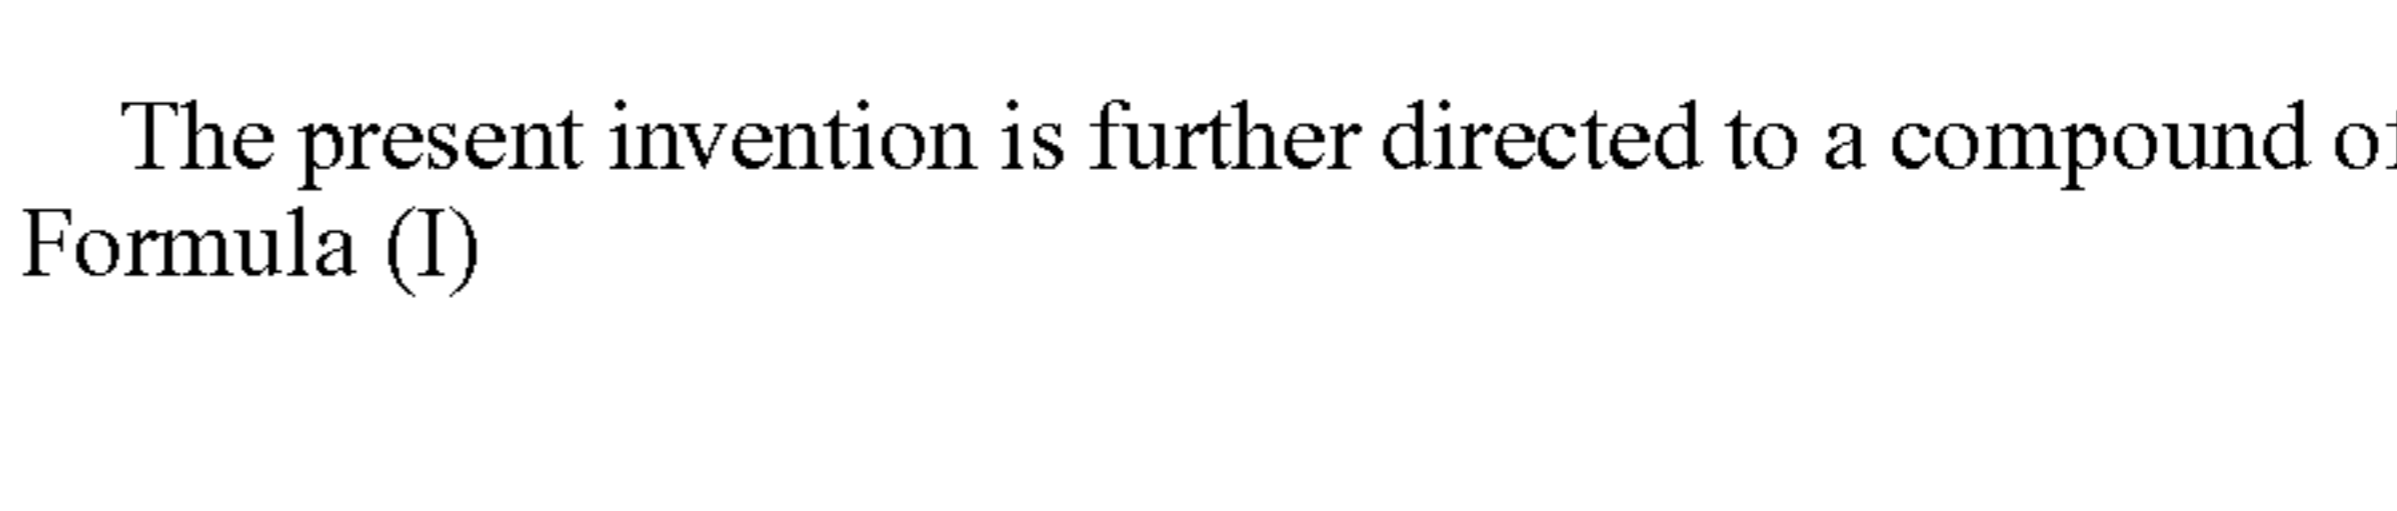 The present invention is further directed to a compound of
Formula (I)